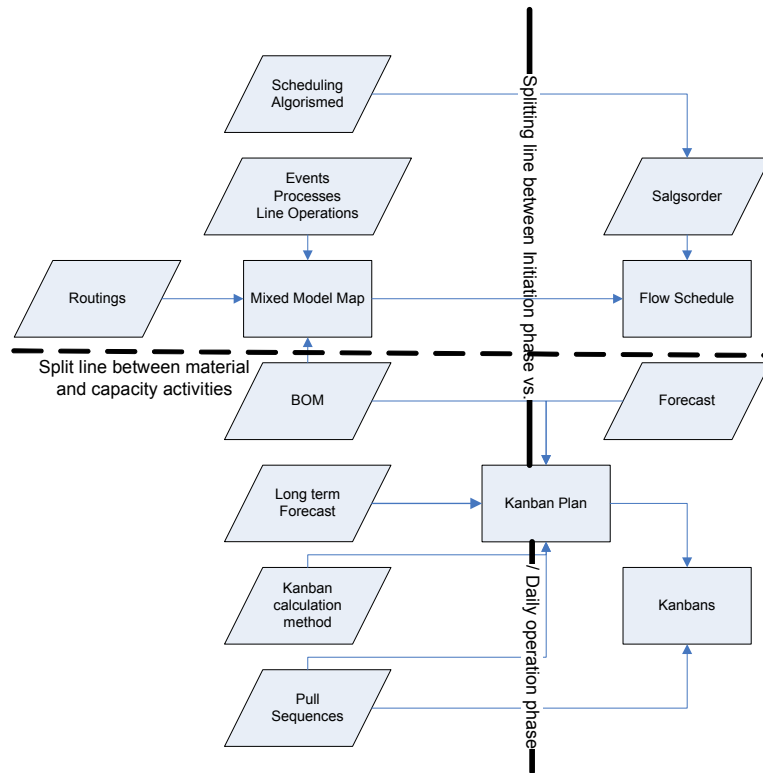 Scheduling
Algorismed
Splitting line between Initiation phase vs.
Events
Processes
Line Operations
Salgsorder
Routings
Mixed Model Map
Flow Schedule
Split line between material
and capacity activities
BOM
Forecast
Long term
Forecast
Kanban Plan
Kanban
calculation
method
/ Daily operation phase
Kanbans
Pull
Sequences